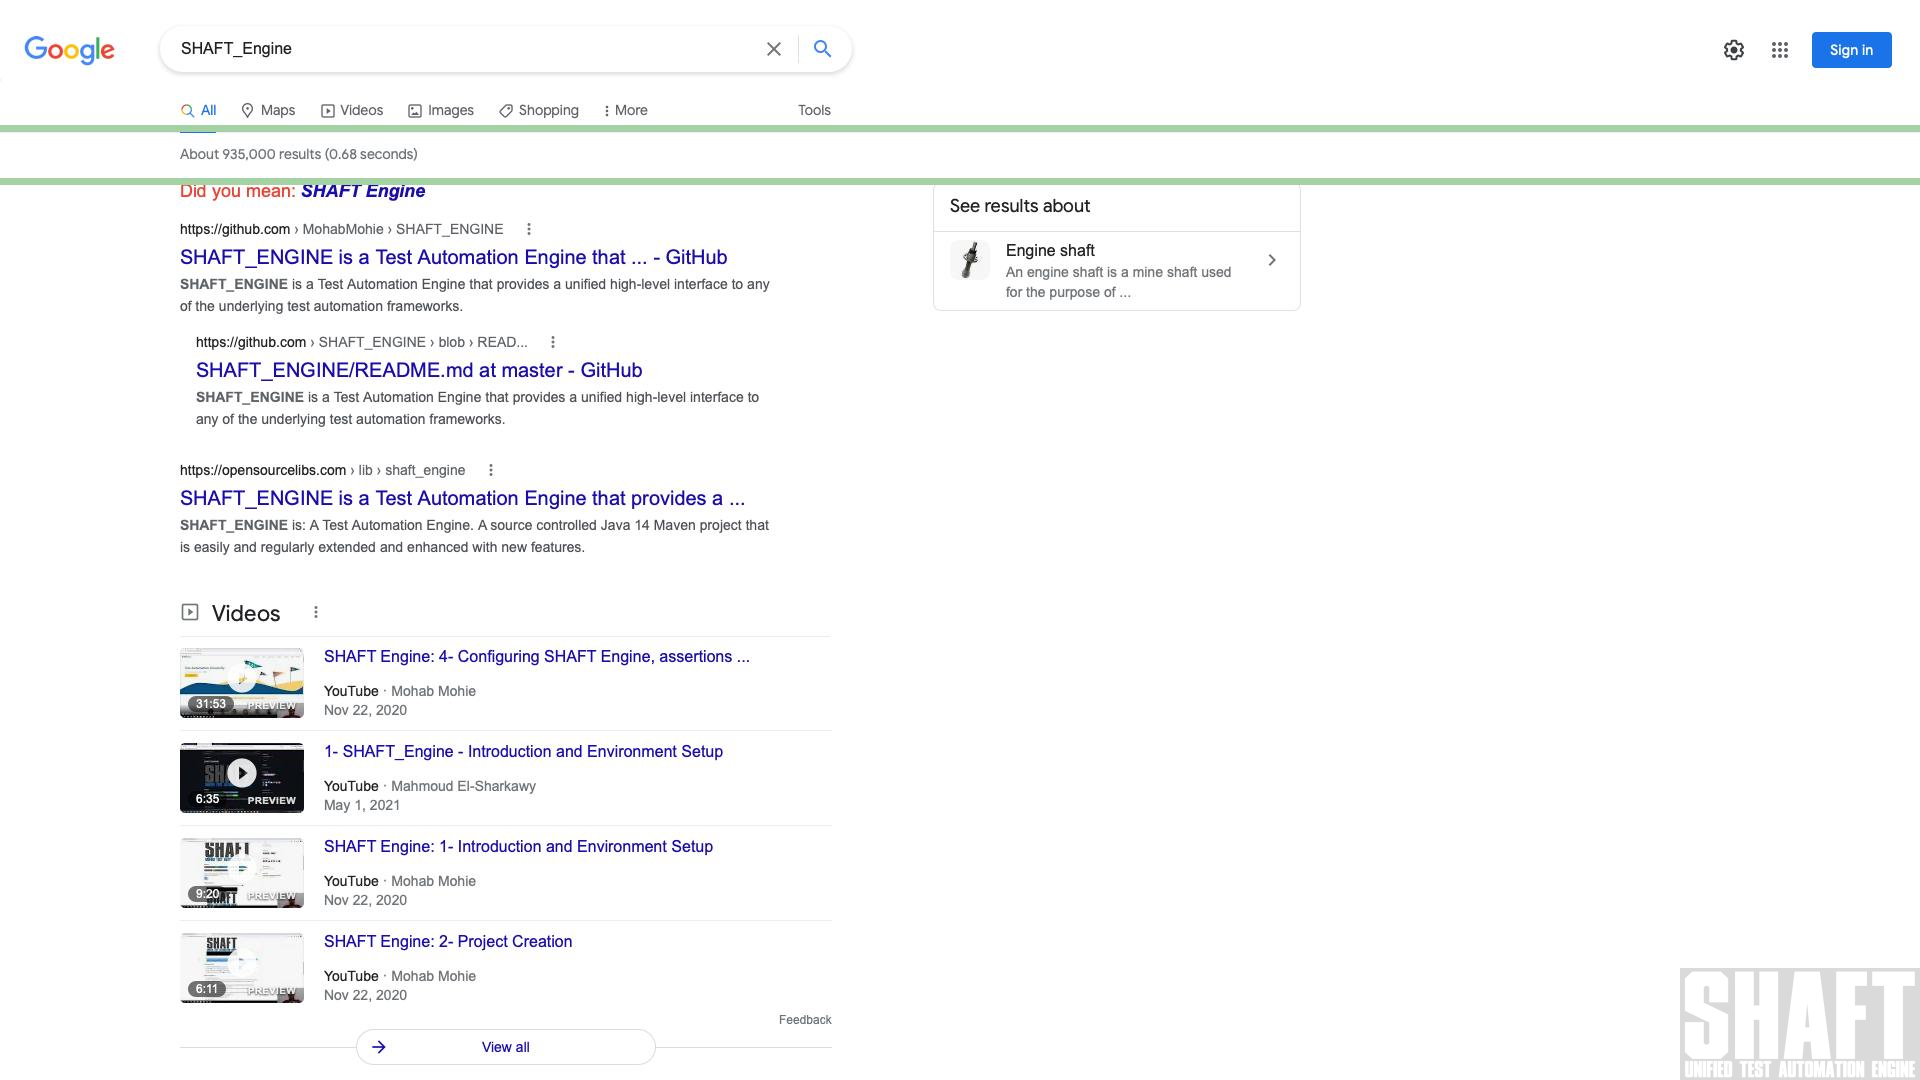 Google
SHAFT_Engine
Sign in
All
Maps
Videos
Images
Shopping
More
Tools
About 935,000 results (0.68 seconds)
Did you mean: SHAFT Engine
https://github.com › MohabMohie › SHAFT_ENGINE
SHAFT_ENGINE is a Test Automation Engine that ... - GitHub
SHAFT_ENGINE is a Test Automation Engine that provides a unified high-level interface to any
of the underlying test automation frameworks.
https://github.com › SHAFT_ENGINE › blob › READ...
SHAFT_ENGINE/README.md at master - GitHub
SHAFT_ENGINE is a Test Automation Engine that provides a unified high-level interface to
any of the underlying test automation frameworks.
https://opensourcelibs.com › lib › shaft_engine
SHAFT_ENGINE is a Test Automation Engine that provides a ...
SHAFT_ENGINE is: A Test Automation Engine. A source controlled Java 14 Maven project that
is easily and regularly extended and enhanced with new features.
See results about
Engine shaft
An engine shaft is a mine shaft used
for the purpose of ...
Videos
31:53
PREVIEW
SHAFT Engine: 4- Configuring SHAFT Engine, assertions ...
YouTube · Mohab Mohie
Nov 22, 2020
6:35
PREVIEW
1- SHAFT_Engine - Introduction and Environment Setup
YouTube · Mahmoud El-Sharkawy
May 1, 2021
SHAFT
9:20
PREVIEW
SHAFT Engine: 1- Introduction and Environment Setup
YouTube · Mohab Mohie
Nov 22, 2020
SHAFT
6:11
PREVIEW
SHAFT Engine: 2- Project Creation
YouTube · Mohab Mohie
Nov 22, 2020
Feedback
View all
SHAFT
UNIFIED TEST AUTOMATION ENGINE